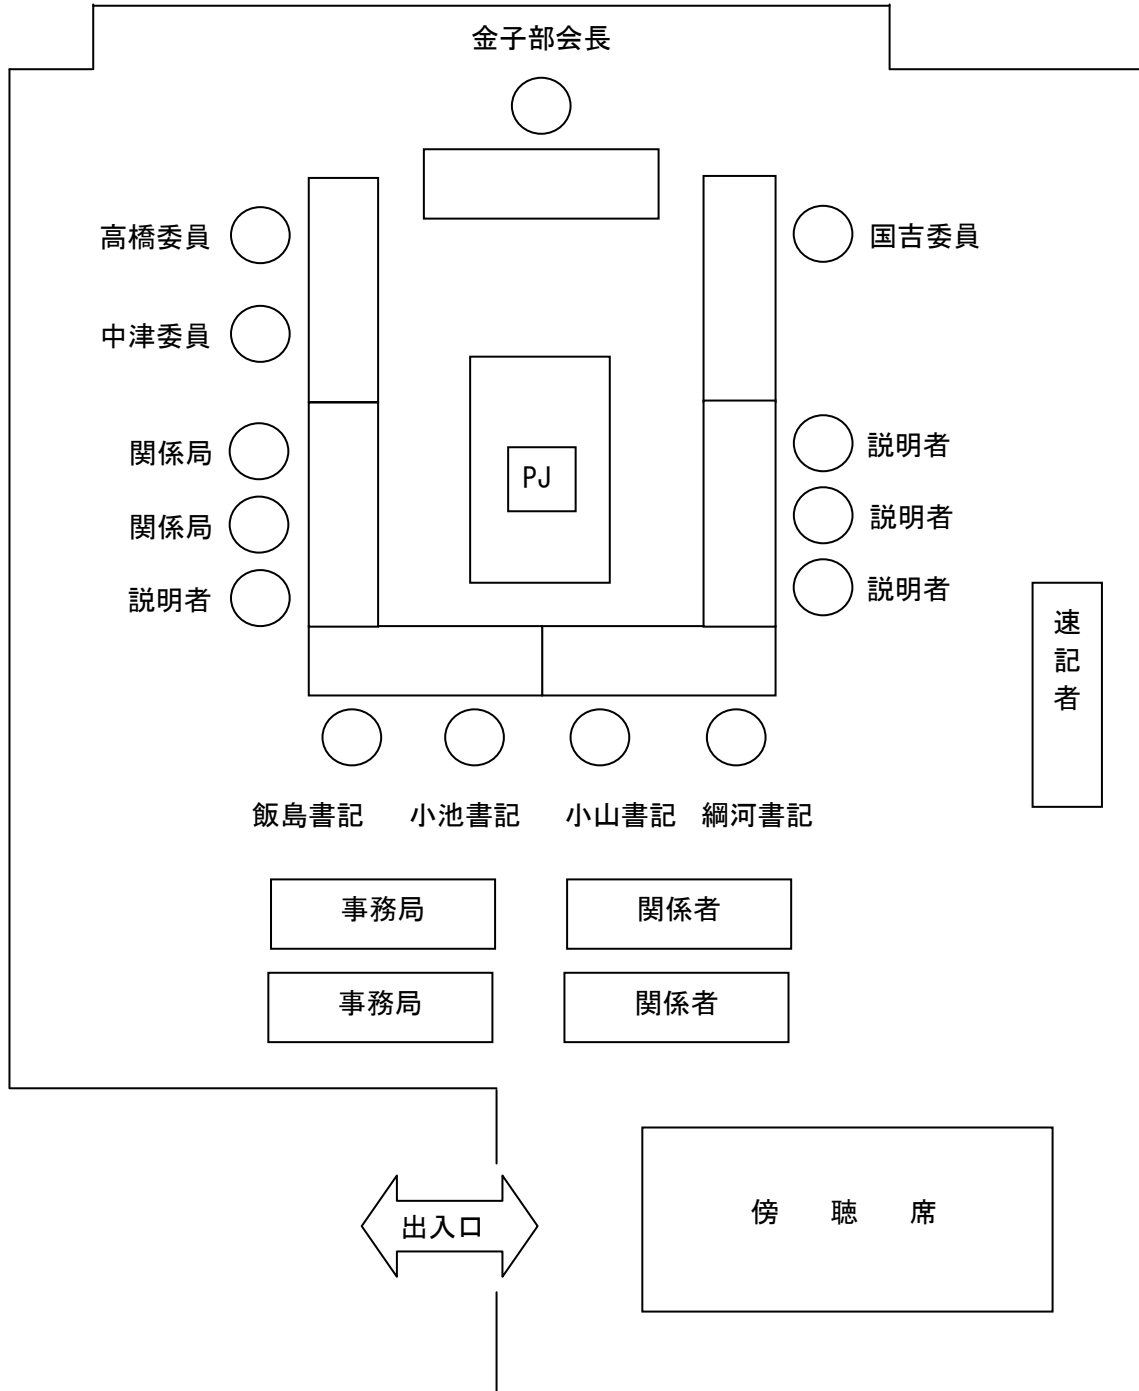 金子部会長
高橋委員
国吉委員
中津委員
関係局
説明者
関係局
説明者
説明者
説明者
PJ
速記者
飯島書記
小池書記
小山書記
綱河書記
事務局
関係者
事務局
関係者
出入口
傍 聴 席